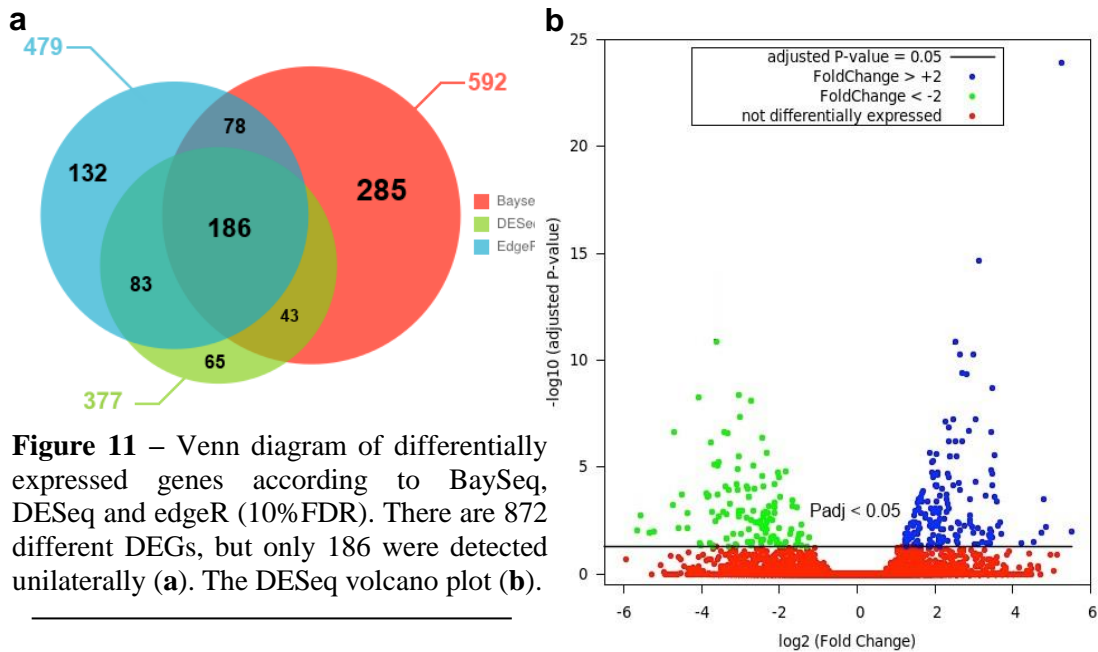 a
479
592
78
132
285
186
83
43
65
377
Bayse
DESe
EdgeR
Figure 11 – Venn diagram of differentially
expressed genes according to BaySeq,
DESeq and edgeR (10%FDR). There are 872
different DEGs, but only 186 were detected
unilaterally (a). The DESeq volcano plot (b).
b
adjusted P-value = 0.05
FoldChange > +2
FoldChange < -2
not differentially expressed
Padj < 0.05
-log10 (adjusted P-value)
25
20
15
10
5
0
-6 -4 -2 0 2 4 6
log2 (Fold Change)